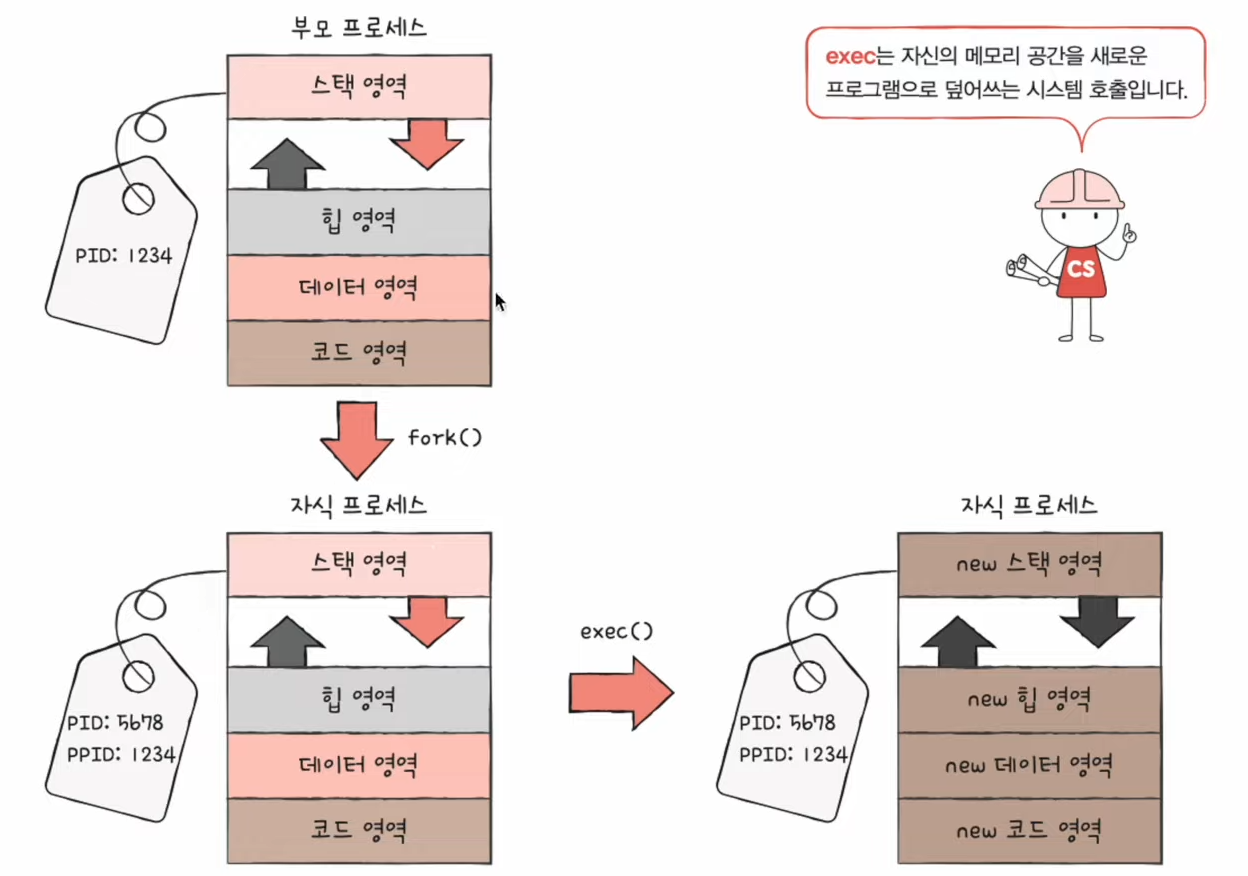 부모 프로세스
스택 영역
힙 영역
데이터 영역
코드 영역
PID: 1234
exec는 자신의 메모리 공간을 새로운
프로그램으로 덮어쓰는 시스템 호출입니다.
CS
fork()
자식 프로세스
스택 영역
힙 영역
데이터 영역
코드 영역
PID: 5678
PPID: 1234
exec()
자식 프로세스
new 스택 영역
new 힙 영역
new 데이터 영역
new 코드 영역
PID: 5678
PPID: 1234